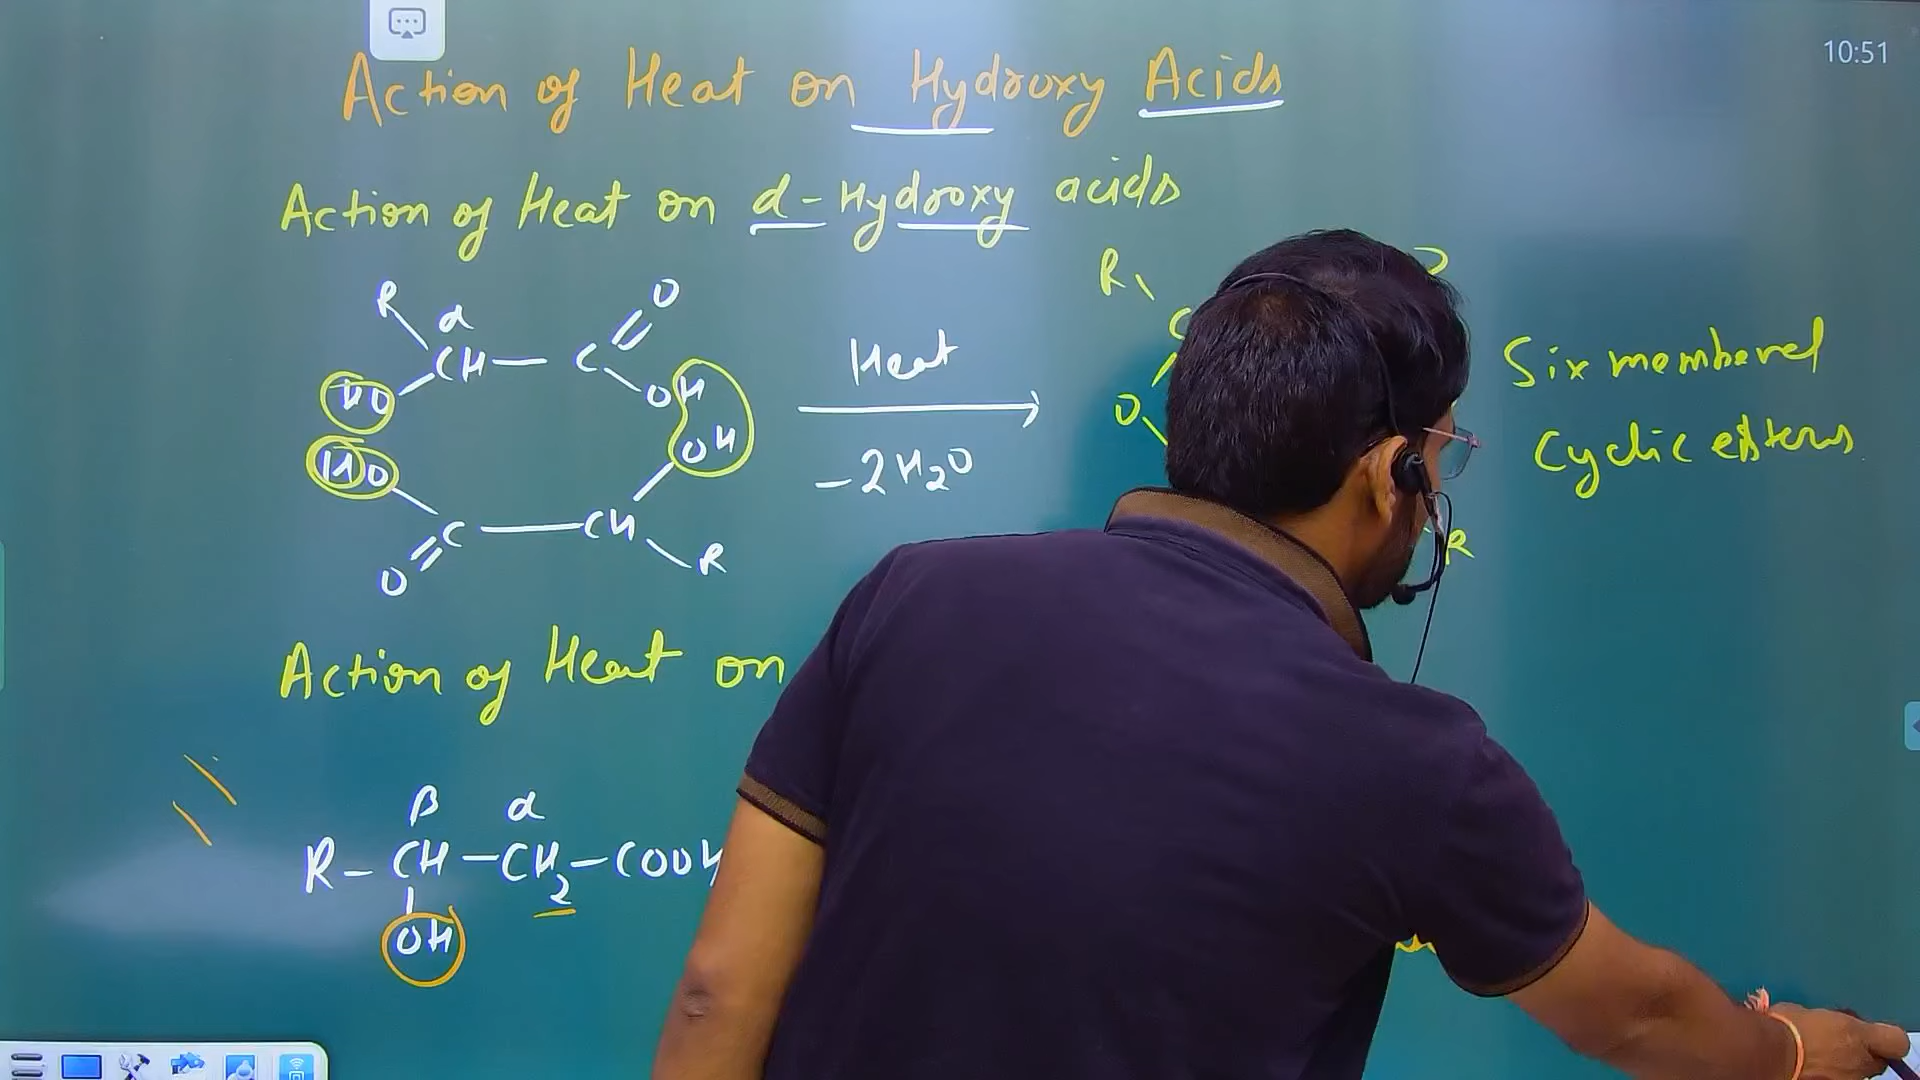 10:51
Action of Heat on Hydroxy Acids
Action of Heat on α-Hydroxy acids
R α O
CH — C
HO OH
HO OH
C — CH
O R
Heat
-2H2O
R
C
O
R
Six membered
Cyclic esters
Action of Heat on
β α
R-CH-CH2-COOH
OH